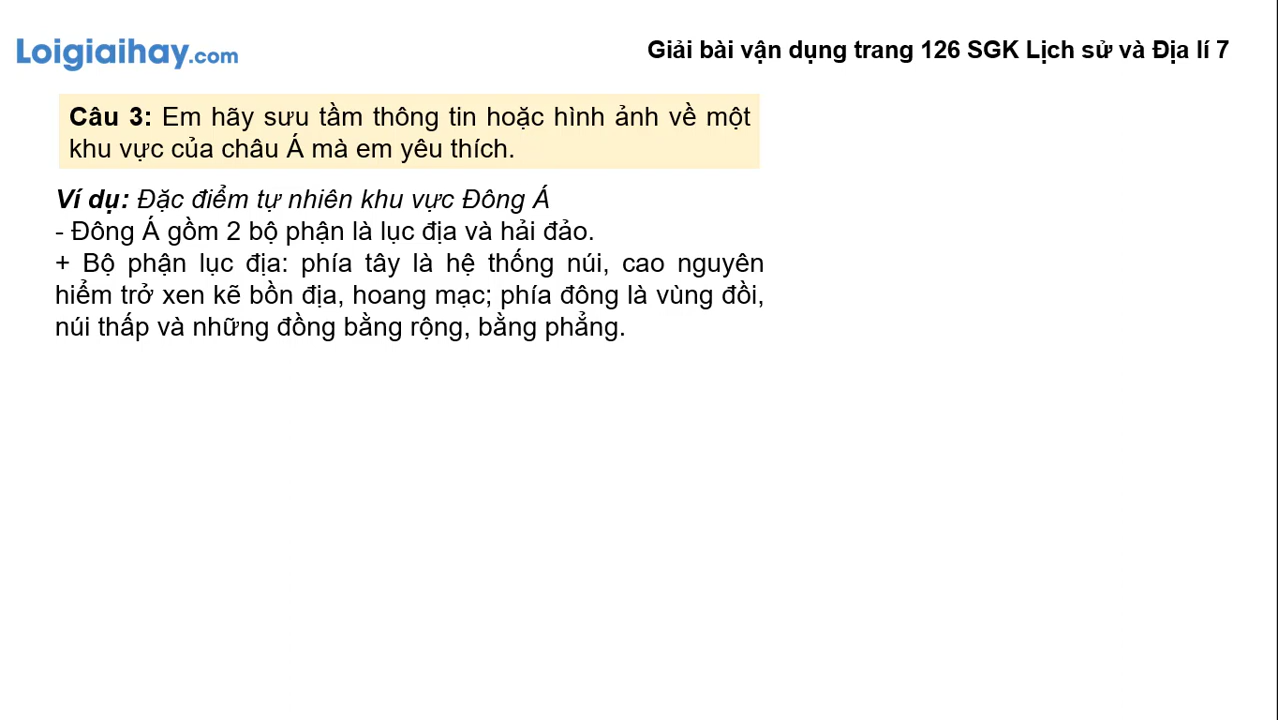 Loigiaihay.com
Giải bài vận dụng trang 126 SGK Lịch sử và Địa lí 7
Câu 3: Em hãy sưu tầm thông tin hoặc hình ảnh về một
khu vực của châu Á mà em yêu thích.
Ví dụ: Đặc điểm tự nhiên khu vực Đông Á
- Đông Á gồm 2 bộ phận là lục địa và hải đảo.
+ Bộ phận lục địa: phía tây là hệ thống núi, cao nguyên
hiểm trở xen kẽ bồn địa, hoang mạc; phía đông là vùng đồi,
núi thấp và những đồng bằng rộng, bằng phẳng.